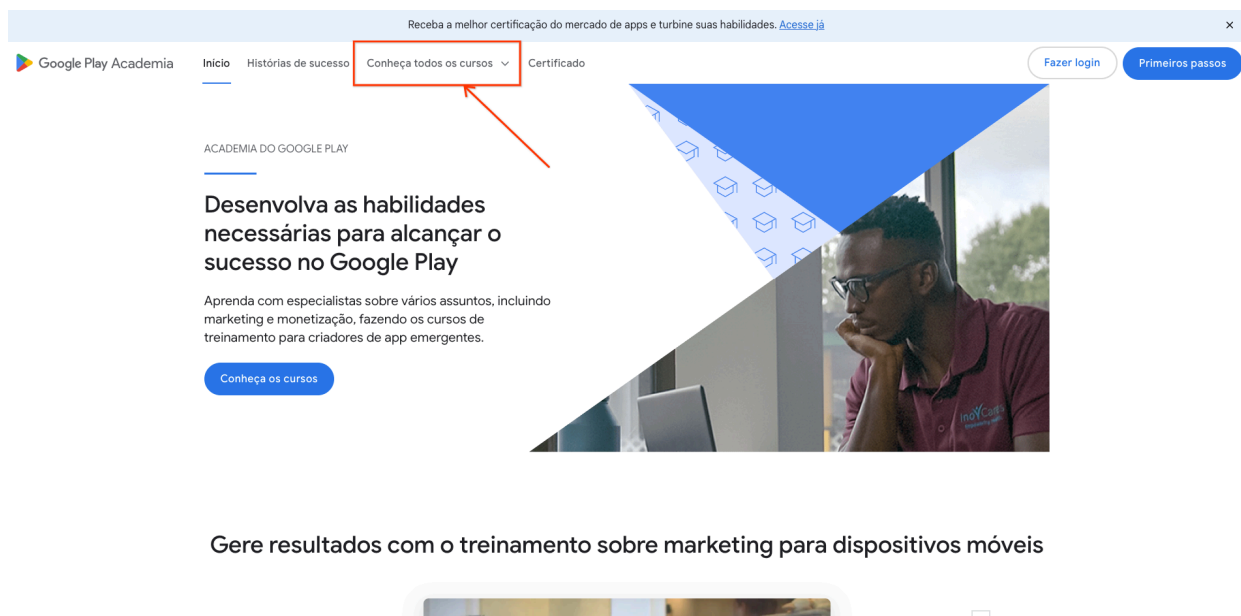 Receba a melhor certificação do mercado de apps e turbine suas habilidades. Acesse já
Google Play Academia
Início
Histórias de sucesso
Conheça todos os cursos
Certificado
Fazer login
Primeiros passos
ACADEMIA DO GOOGLE PLAY
Desenvolva as habilidades
necessárias para alcançar o
sucesso no Google Play
Aprenda com especialistas sobre vários assuntos, incluindo
marketing e monetização, fazendo os cursos de
treinamento para criadores de app emergentes.
Conheça os cursos
Gere resultados com o treinamento sobre marketing para dispositivos móveis